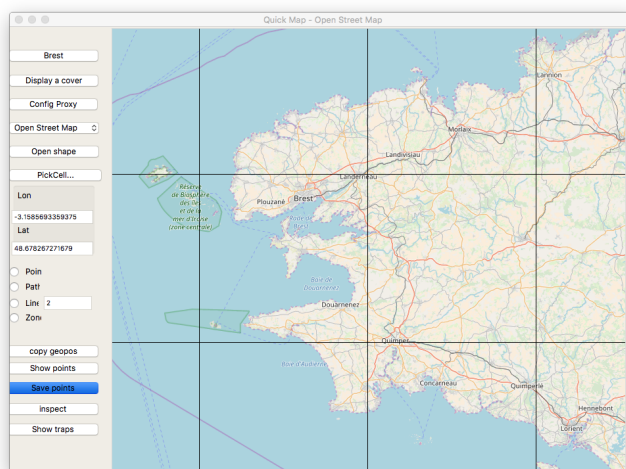 Quick Map - Open Street Map
Brest
Display a cover
Config Proxy
Open Street Map
Open shape
PickCell...
Lon
-3.1585693359375
Lat
48.678267271679
Poin
Path
Line 2
Zone
copy geopos
Show points
Save points
inspect
Show traps
Lannion
Morlaix
Landivisiau
Landerneau
Réserve
de Biosphère
des îles
et de la
mer d'Iroise
(zone centrale)
Plouzané
Brest
Rade de
Brest
Baie de
Douarnenez
Douarnenez
Quimper
Baie d'Audierne
Concarneau
Quimperlé
Hennebont
Lorient